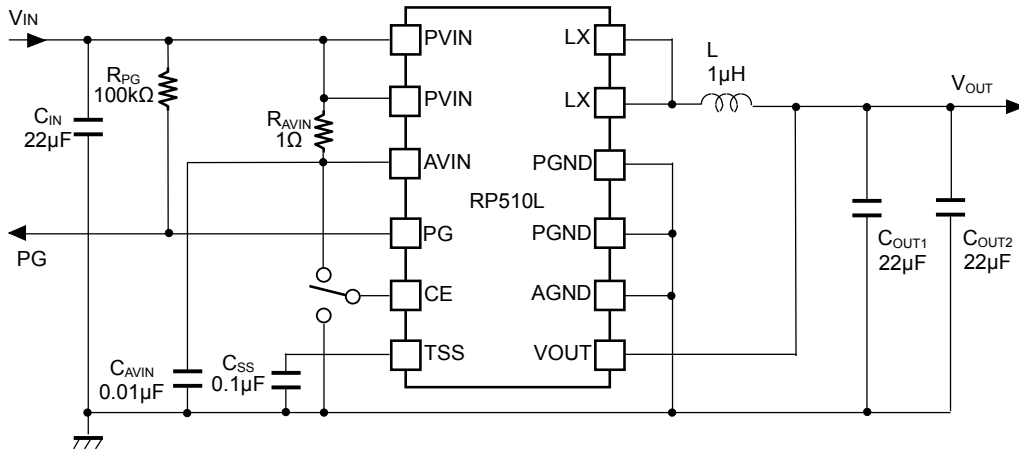 VIN
PVIN
LX
RPG
100kΩ
L
1µH
CIN
22µF
PVIN
LX
VOUT
RAVIN
1Ω
AVIN
PGND
RP510L
PG
PG
PGND
COUT1
22µF
COUT2
22µF
CE
AGND
TSS
VOUT
CAVIN
0.01µF
CSS
0.1µF